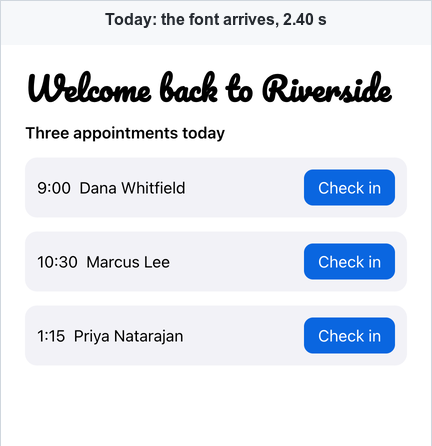 Today: the font arrives, 2.40 s
Welcome back to Riverside
Three appointments today
9:00 Dana Whitfield Check in
10:30 Marcus Lee Check in
1:15 Priya Natarajan Check in